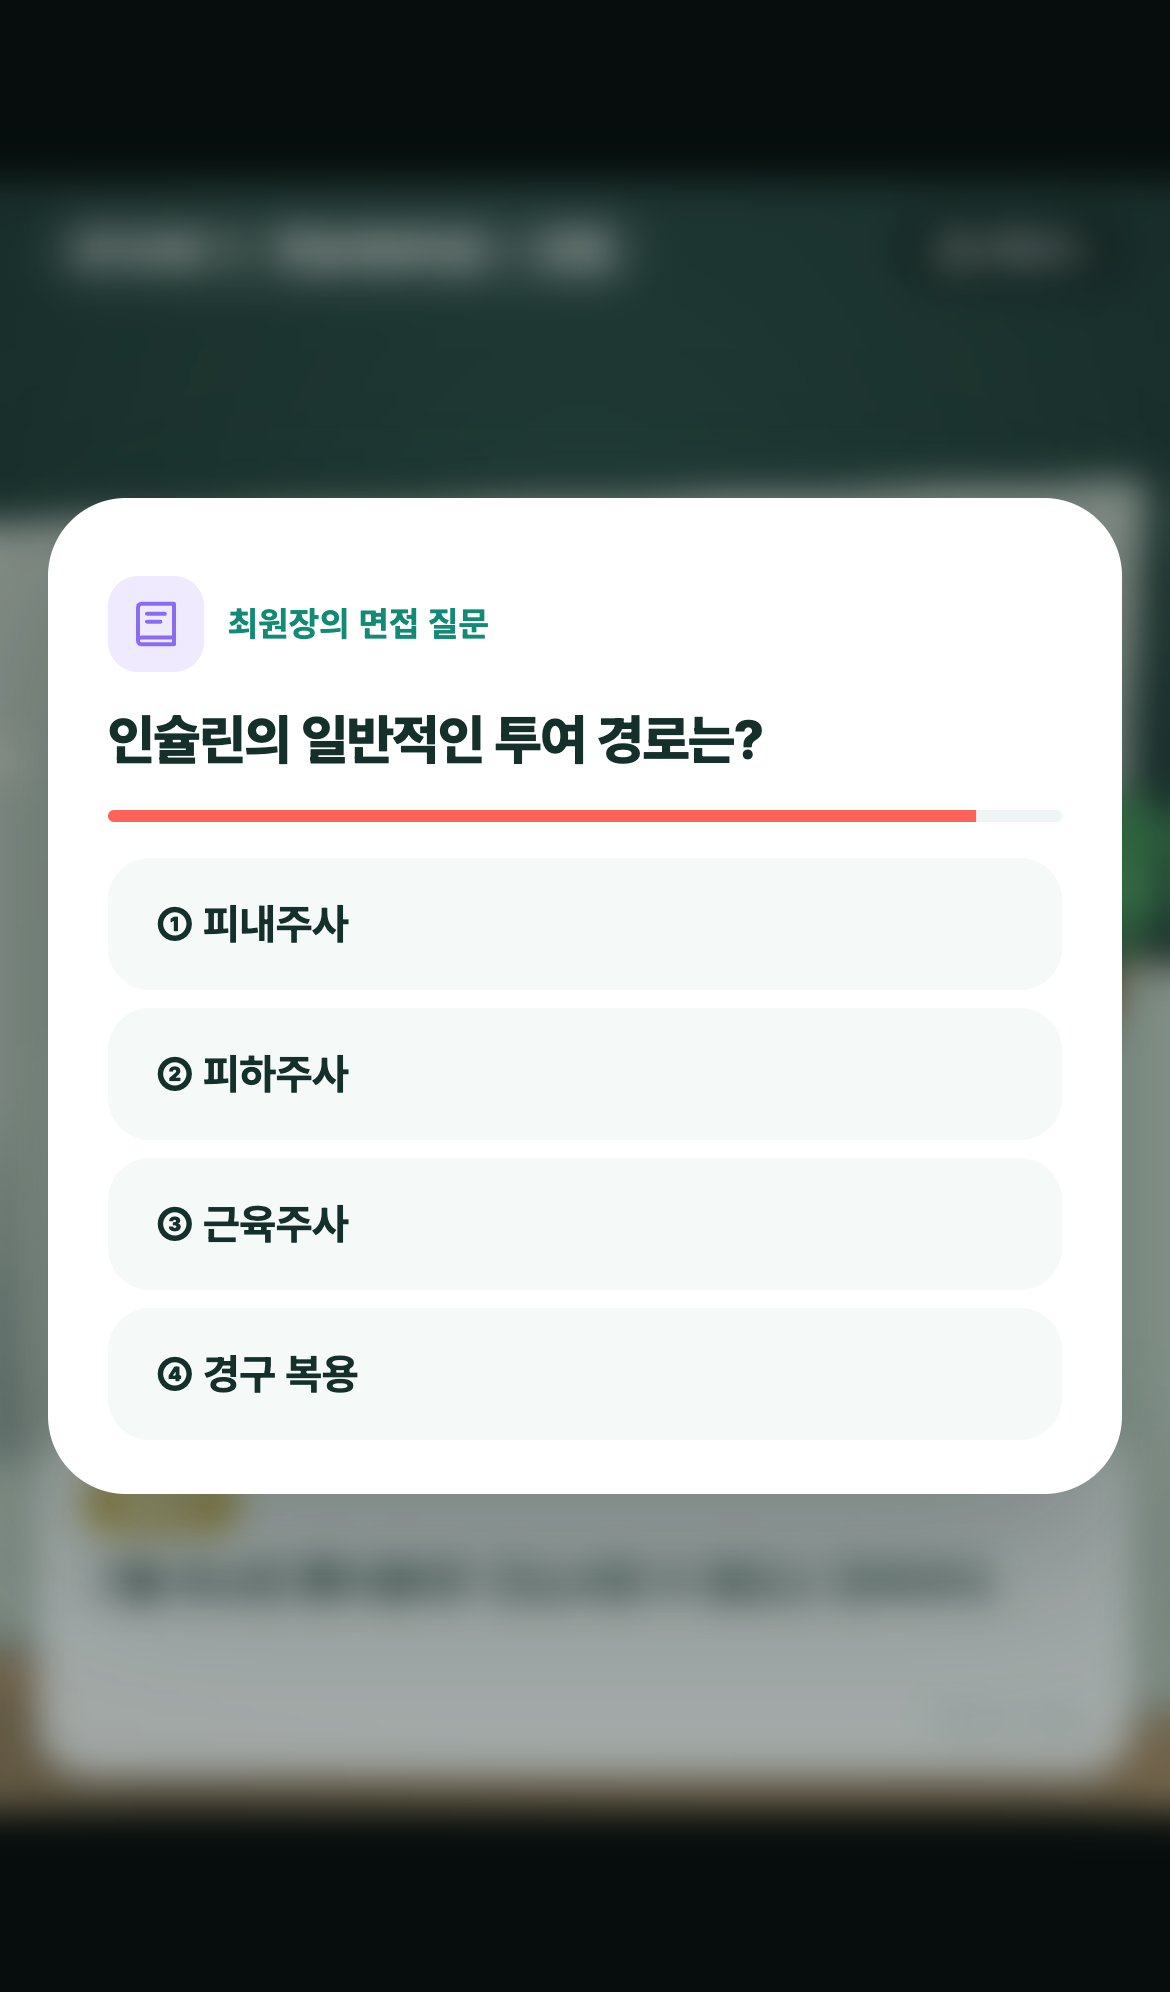 최원장의 면접 질문
인슐린의 일반적인 투여 경로는?
① 피내주사
② 피하주사
③ 근육주사
④ 경구 복용